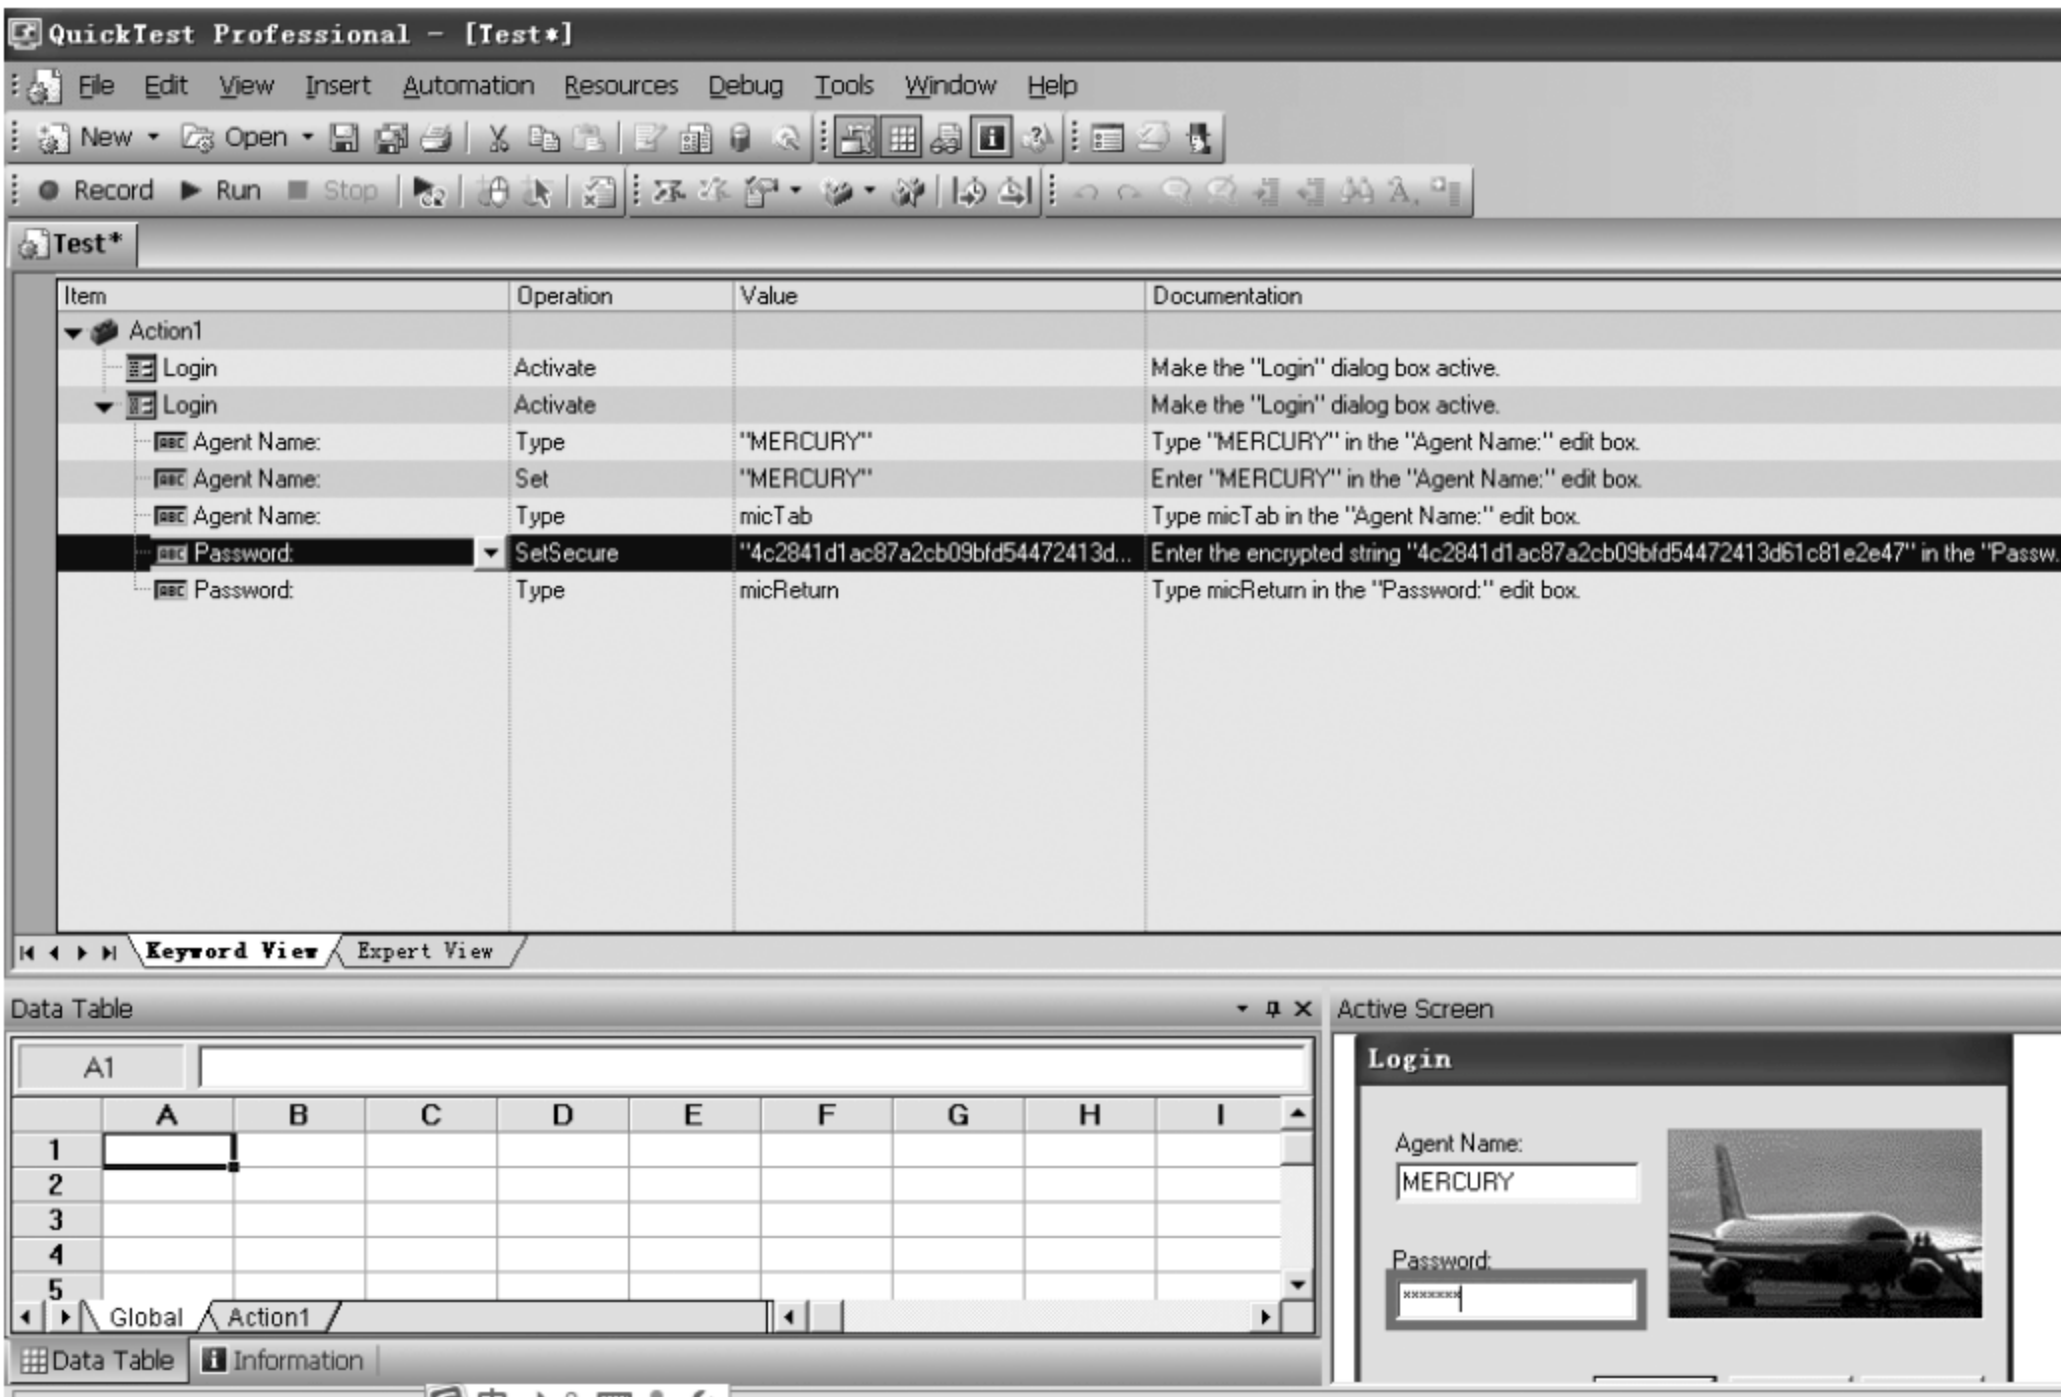 QuickTest Professional - [Test*]
File Edit View Insert Automation Resources Debug Tools Window Help
New Open
Record Run Stop
Test*
Item Operation Value Documentation
Action1
Login Activate Make the "Login" dialog box active.
Login Activate Make the "Login" dialog box active.
ABC Agent Name: Type "MERCURY" Type "MERCURY" in the "Agent Name:" edit box.
ABC Agent Name: Set "MERCURY" Enter "MERCURY" in the "Agent Name:" edit box.
ABC Agent Name: Type micTab Type micTab in the "Agent Name:" edit box.
ABC Password: SetSecure "4c2841d1ac87a2cb09bfd54472413d... Enter the encrypted string "4c2841d1ac87a2cb09bfd54472413d61c81e2e47" in the "Passw.
ABC Password: Type micReturn Type micReturn in the "Password:" edit box.
Keyword View Expert View
Data Table
A1
A B C D E F G H I
1
2
3
4
5
Global Action1
Data Table Information
Active Screen
Login
Agent Name:
MERCURY
Password:
*******